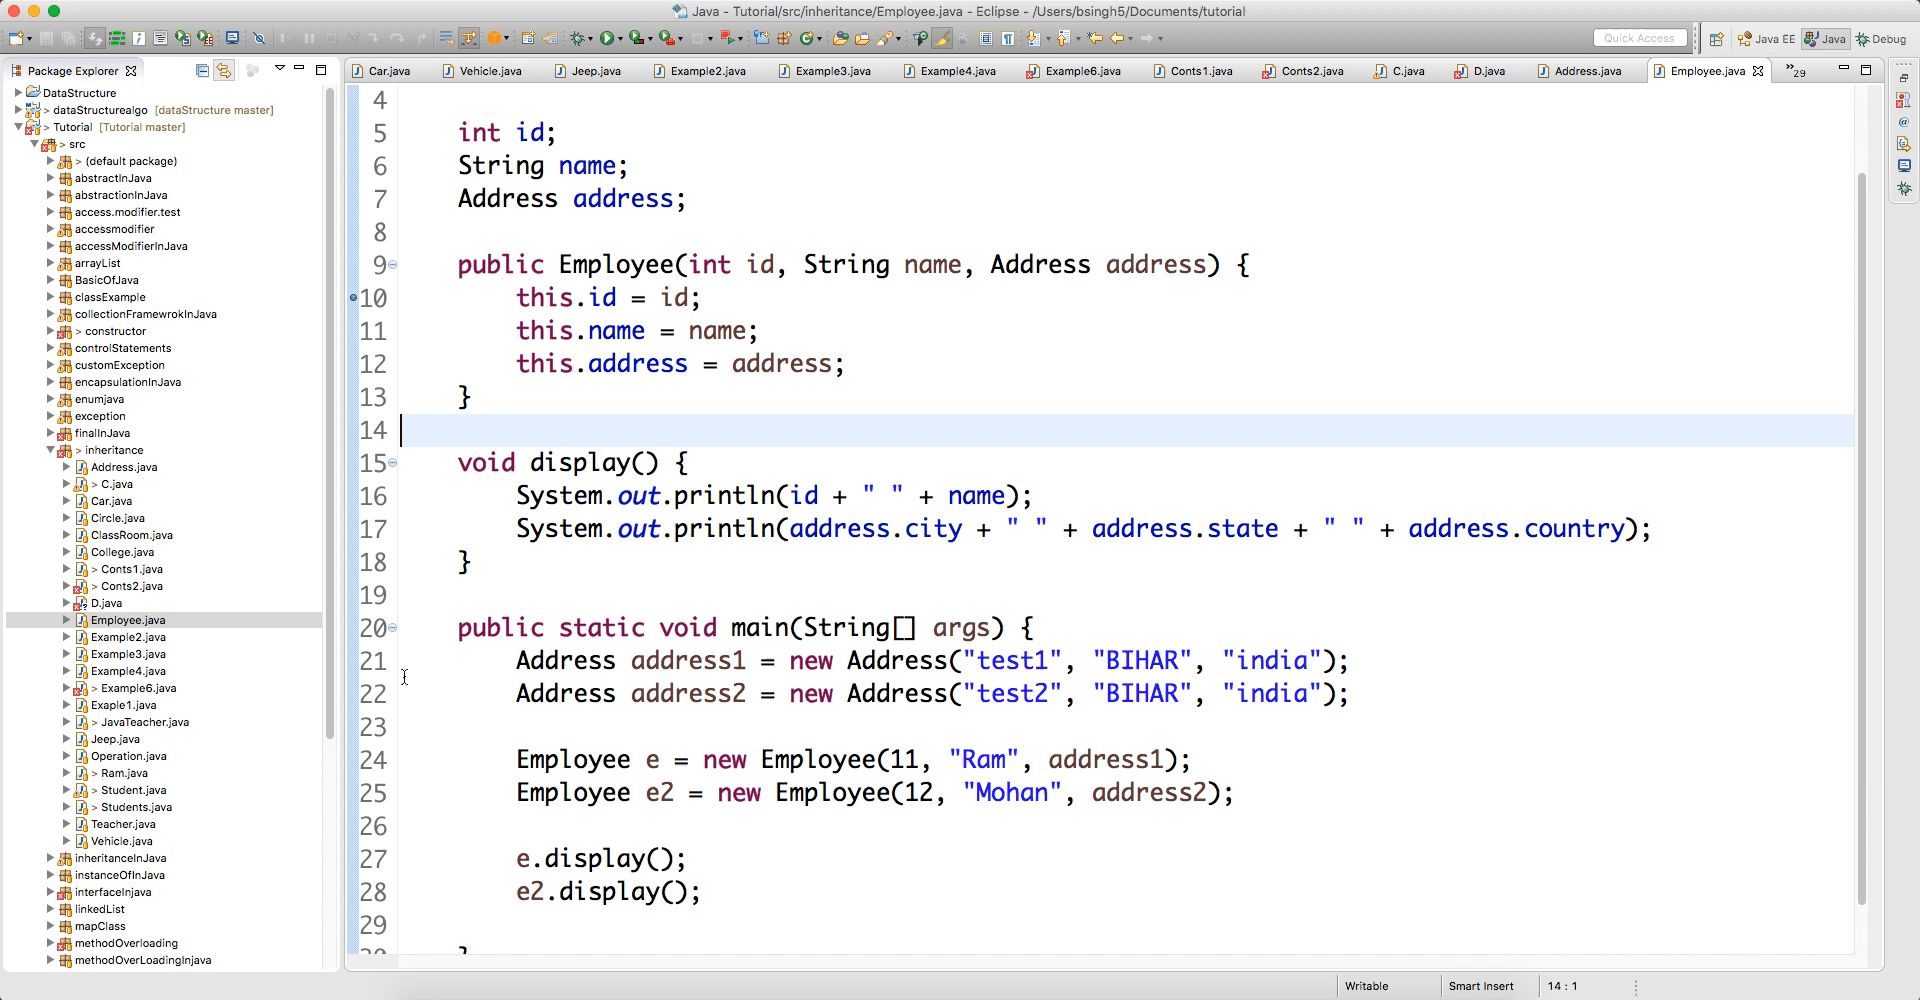 Java - Tutorial/src/inheritance/Employee.java - Eclipse - /Users/bsingh5/Documents/tutorial
Quick Access
Java EE
Java
Debug
Package Explorer
Car.java
Vehicle.java
Jeep.java
Example2.java
Example3.java
Example4.java
Example6.java
Conts1.java
Conts2.java
C.java
D.java
Address.java
Employee.java
»29
DataStructure
> dataStructurealgo [dataStructure master]
> Tutorial [Tutorial master]
> src
> (default package)
abstractInJava
abstractionInJava
access.modifier.test
accessmodifier
accessModifierInJava
arrayList
BasicOfJava
classExample
collectionFramewrokInJava
> constructor
controlStatements
customException
encapsulationInJava
enumjava
exception
finalInJava
> inheritance
Address.java
> C.java
Car.java
Circle.java
ClassRoom.java
College.java
> Conts1.java
> Conts2.java
D.java
Employee.java
Example2.java
Example3.java
Example4.java
> Example6.java
Exaple1.java
> JavaTeacher.java
Jeep.java
Operation.java
> Ram.java
> Student.java
> Students.java
Teacher.java
Vehicle.java
inheritanceInJava
instanceOfInJava
interfaceInjava
linkedList
mapClass
methodOverloading
methodOverLoadingInjava
4
5 int id;
6 String name;
7 Address address;
8
9 public Employee(int id, String name, Address address) {
10 this.id = id;
11 this.name = name;
12 this.address = address;
13 }
14
15 void display() {
16 System.out.println(id + " " + name);
17 System.out.println(address.city + " " + address.state + " " + address.country);
18 }
19
20 public static void main(String[] args) {
21 Address address1 = new Address("test1", "BIHAR", "india");
22 Address address2 = new Address("test2", "BIHAR", "india");
23
24 Employee e = new Employee(11, "Ram", address1);
25 Employee e2 = new Employee(12, "Mohan", address2);
26
27 e.display();
28 e2.display();
29
30 }
Writable
Smart Insert
14 : 1